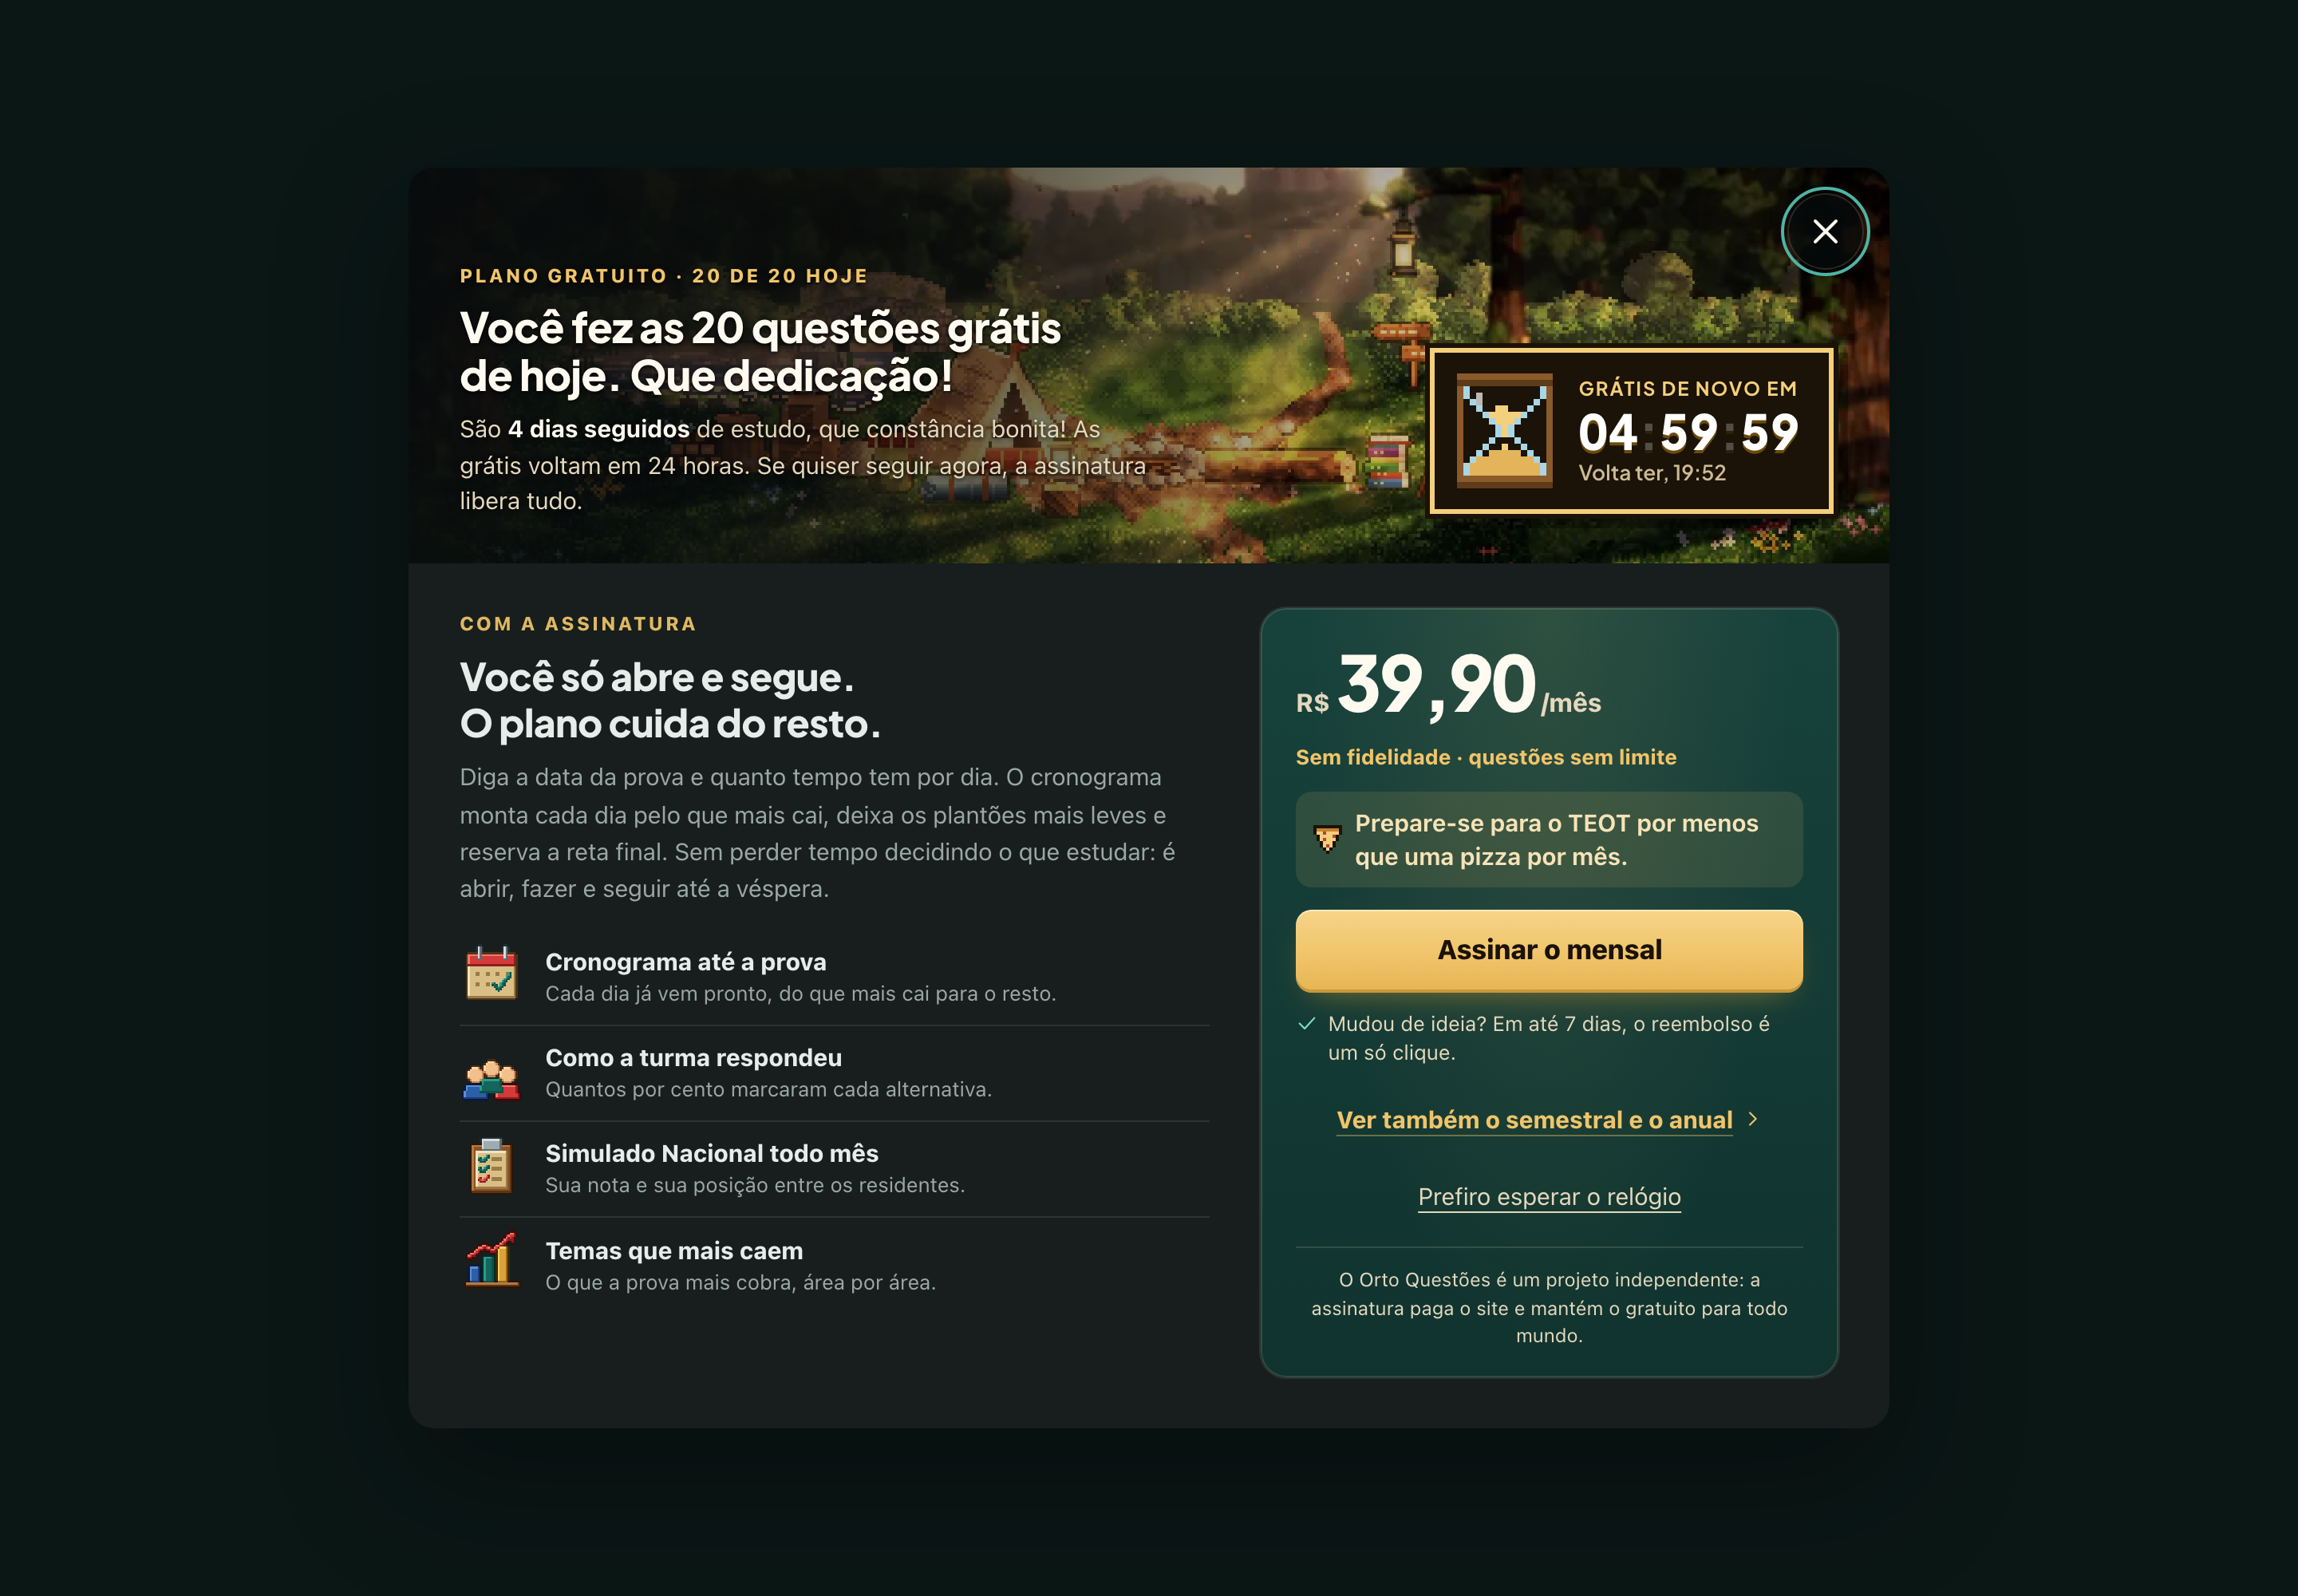 PLANO GRATUITO · 20 DE 20 HOJE
Você fez as 20 questões grátis
de hoje. Que dedicação!
São 4 dias seguidos de estudo, que constância bonita! As
grátis voltam em 24 horas. Se quiser seguir agora, a assinatura
libera tudo.
GRÁTIS DE NOVO EM
04:59:59
Volta ter, 19:52
COM A ASSINATURA
Você só abre e segue.
O plano cuida do resto.
Diga a data da prova e quanto tempo tem por dia. O cronograma
monta cada dia pelo que mais cai, deixa os plantões mais leves e
reserva a reta final. Sem perder tempo decidindo o que estudar: é
abrir, fazer e seguir até a véspera.
Cronograma até a prova
Cada dia já vem pronto, do que mais cai para o resto.
Como a turma respondeu
Quantos por cento marcaram cada alternativa.
Simulado Nacional todo mês
Sua nota e sua posição entre os residentes.
Temas que mais caem
O que a prova mais cobra, área por área.
R$ 39,90/mês
Sem fidelidade · questões sem limite
Prepare-se para o TEOT por menos
que uma pizza por mês.
Assinar o mensal
Mudou de ideia? Em até 7 dias, o reembolso é
um só clique.
Ver também o semestral e o anual
Prefiro esperar o relógio
O Orto Questões é um projeto independente: a
assinatura paga o site e mantém o gratuito para todo
mundo.